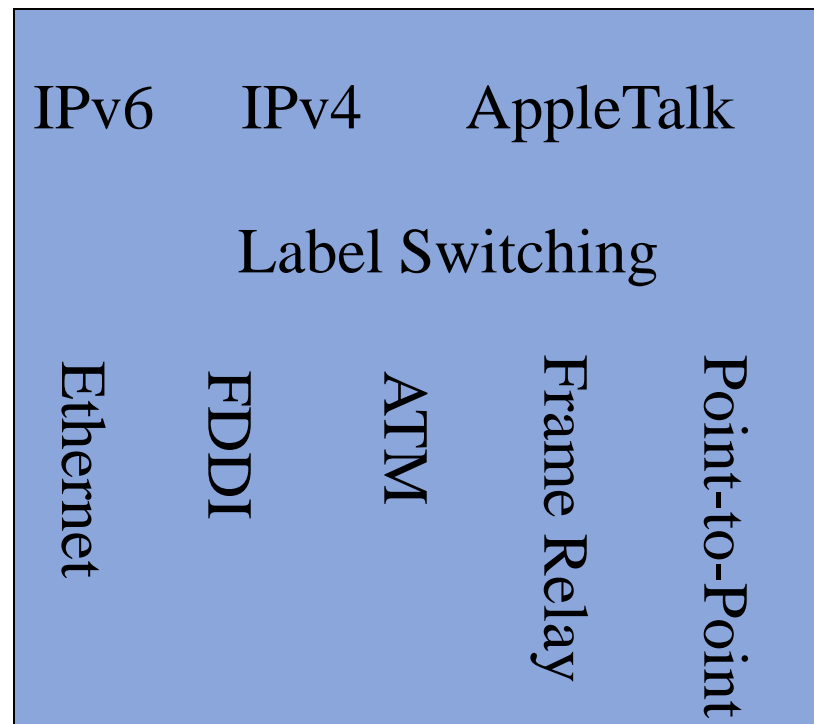 IPv6 IPv4 AppleTalk
Label Switching
Ethernet
FDDI
ATM
Frame Relay
Point-to-Point